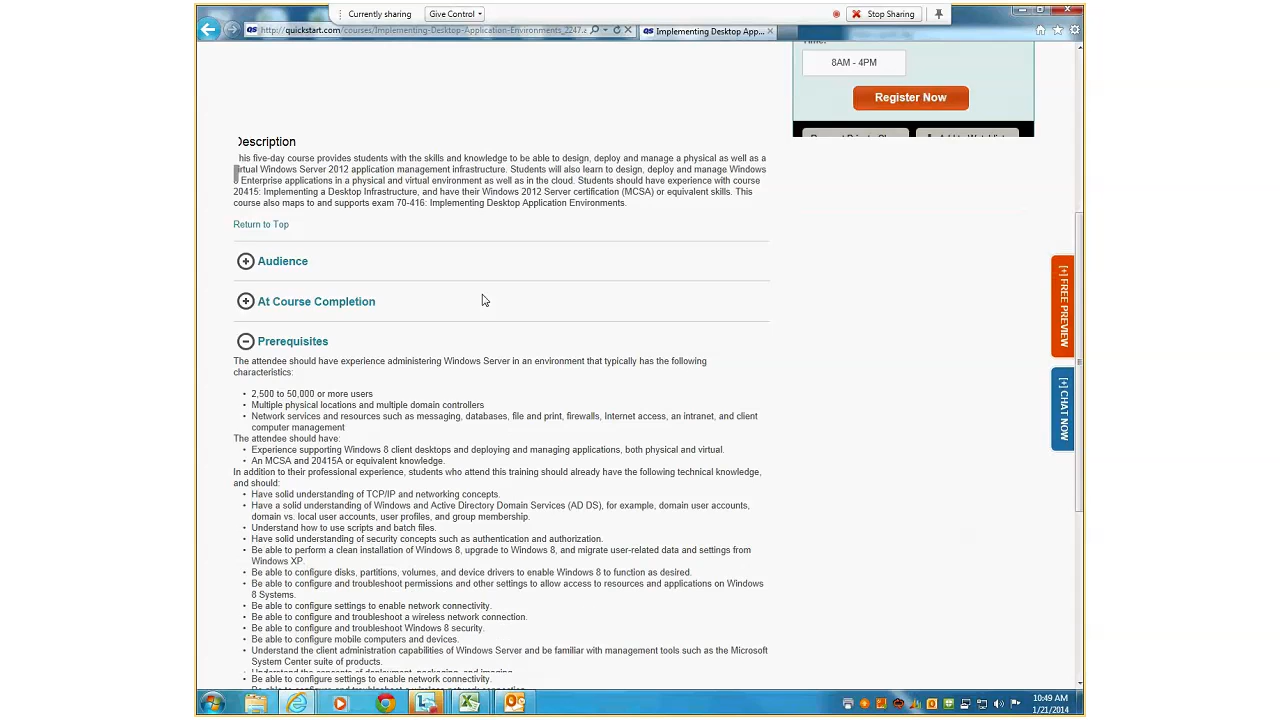 Currently sharing
Give Control
Stop Sharing
http://quickstart.com/courses/Implementing-Desktop-Application-Environments_2247.a
Implementing Desktop App...
8AM - 4PM
Register Now
Description
his five-day course provides students with the skills and knowledge to be able to design, deploy and manage a physical as well as a
rtual Windows Server 2012 application management infrastructure. Students will also learn to design, deploy and manage Windows
Enterprise applications in a physical and virtual environment as well as in the cloud. Students should have experience with course
20415: Implementing a Desktop Infrastructure, and have their Windows 2012 Server certification (MCSA) or equivalent skills. This
course also maps to and supports exam 70-416: Implementing Desktop Application Environments.
Return to Top
Audience
At Course Completion
Prerequisites
The attendee should have experience administering Windows Server in an environment that typically has the following
characteristics:
• 2,500 to 50,000 or more users
• Multiple physical locations and multiple domain controllers
• Network services and resources such as messaging, databases, file and print, firewalls, Internet access, an intranet, and client
computer management
The attendee should have:
• Experience supporting Windows 8 client desktops and deploying and managing applications, both physical and virtual.
• An MCSA and 20415A or equivalent knowledge.
In addition to their professional experience, students who attend this training should already have the following technical knowledge,
and should:
• Have solid understanding of TCP/IP and networking concepts.
• Have a solid understanding of Windows and Active Directory Domain Services (AD DS), for example, domain user accounts,
domain vs. local user accounts, user profiles, and group membership.
• Understand how to use scripts and batch files.
• Have solid understanding of security concepts such as authentication and authorization.
• Be able to perform a clean installation of Windows 8, upgrade to Windows 8, and migrate user-related data and settings from
Windows XP.
• Be able to configure disks, partitions, volumes, and device drivers to enable Windows 8 to function as desired.
• Be able to configure and troubleshoot permissions and other settings to allow access to resources and applications on Windows
8 Systems.
• Be able to configure settings to enable network connectivity.
• Be able to configure and troubleshoot a wireless network connection.
• Be able to configure and troubleshoot Windows 8 security.
• Be able to configure mobile computers and devices.
• Understand the client administration capabilities of Windows Server and be familiar with management tools such as the Microsoft
System Center suite of products.
• Be able to configure settings to enable network connectivity.
[+] FREE PREVIEW
[+] CHAT NOW
10:49 AM
1/21/2014